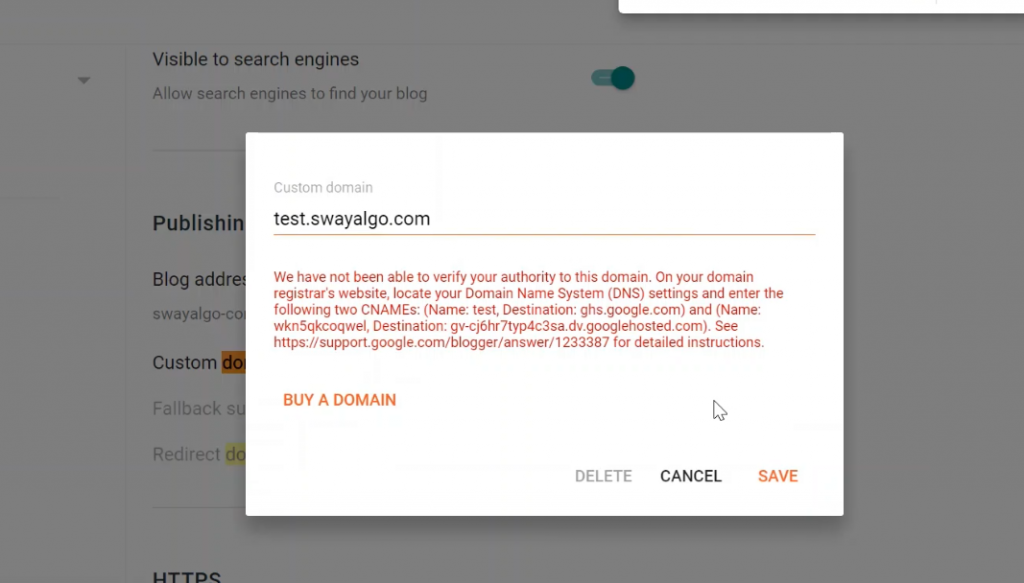 Visible to search engines
Allow search engines to find your blog
Custom domain
test.swayalgo.com
Publishin
We have not been able to verify your authority to this domain. On your domain
registrar's website, locate your Domain Name System (DNS) settings and enter the
following two CNAMEs: (Name: test, Destination: ghs.google.com) and (Name:
wkn5qkcoqwel, Destination: gv-cj6hr7typ4c3sa.dv.googlehosted.com). See
https://support.google.com/blogger/answer/1233387 for detailed instructions.
Blog addre
swayalgo-co
Custom do
BUY A DOMAIN
Fallback su
Redirect do
DELETE CANCEL SAVE
HTTPS